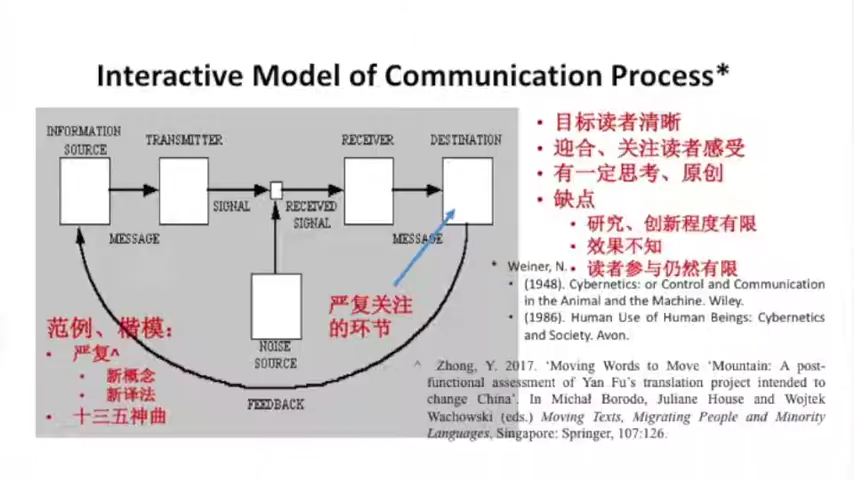 Interactive Model of Communication Process*
INFORMATION
SOURCE
TRANSMITTER
RECEIVER
DESTINATION
SIGNAL
RECEIVED
SIGNAL
MESSAGE
MESSAGE
NOISE
SOURCE
FEEDBACK
严复关注
的环节
范例、楷模：
• 严复^
• 新概念
• 新译法
• 十三五神曲
• 目标读者清晰
• 迎合、关注读者感受
• 有一定思考、原创
• 缺点
• 研究、创新程度有限
• 效果不知
• 读者参与仍然有限
* Weiner, N.
• (1948). Cybernetics: or Control and Communication
in the Animal and the Machine. Wiley.
• (1986). Human Use of Human Beings: Cybernetics
and Society. Avon.
^ Zhong, Y. 2017. ‘Moving Words to Move ‘Mountain: A post-
functional assessment of Yan Fu’s translation project intended to
change China’. In Michał Borodo, Juliane House and Wojtek
Wachowski (eds.) Moving Texts, Migrating People and Minority
Languages, Singapore: Springer, 107:126.